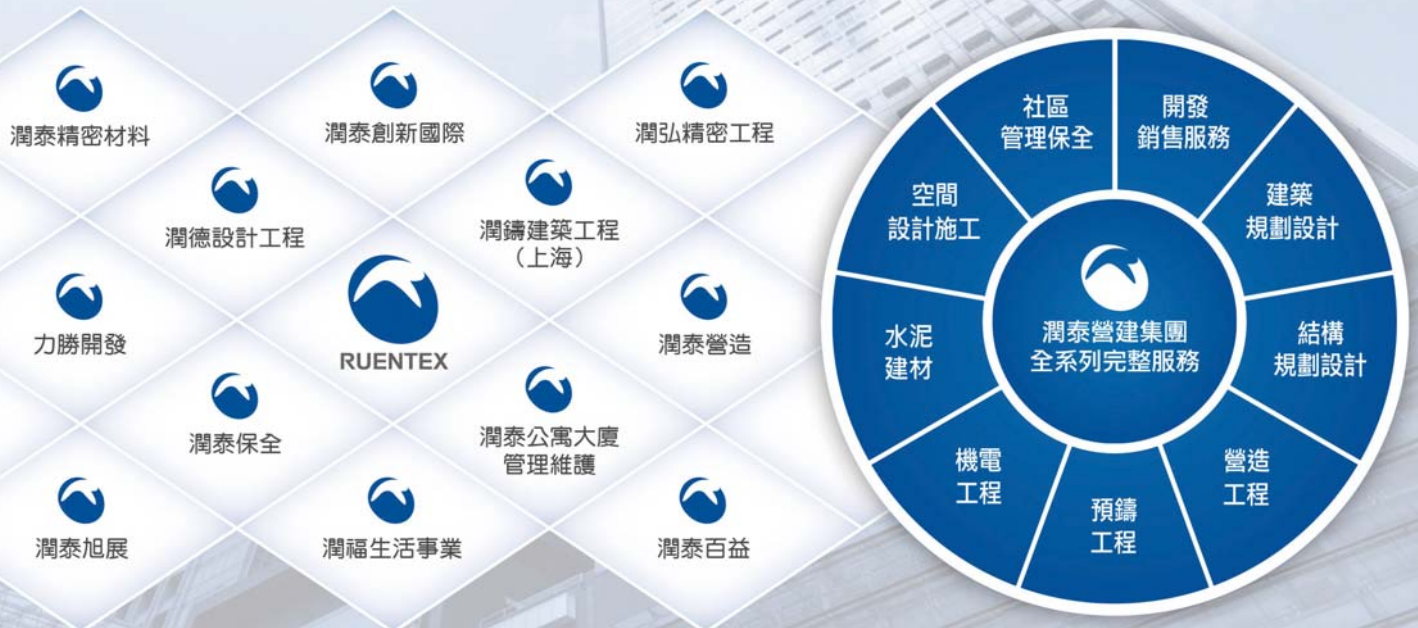 潤泰精密材料
潤泰創新國際
潤弘精密工程
潤德設計工程
潤鑄建築工程
（上海）
力勝開發
RUENTEX
潤泰營造
潤泰保全
潤泰公寓大廈
管理維護
潤泰旭展
潤福生活事業
潤泰百益
社區
管理保全
開發
銷售服務
建築
規劃設計
結構
規劃設計
營造
工程
預鑄
工程
機電
工程
水泥
建材
空間
設計施工
潤泰營建集團
全系列完整服務